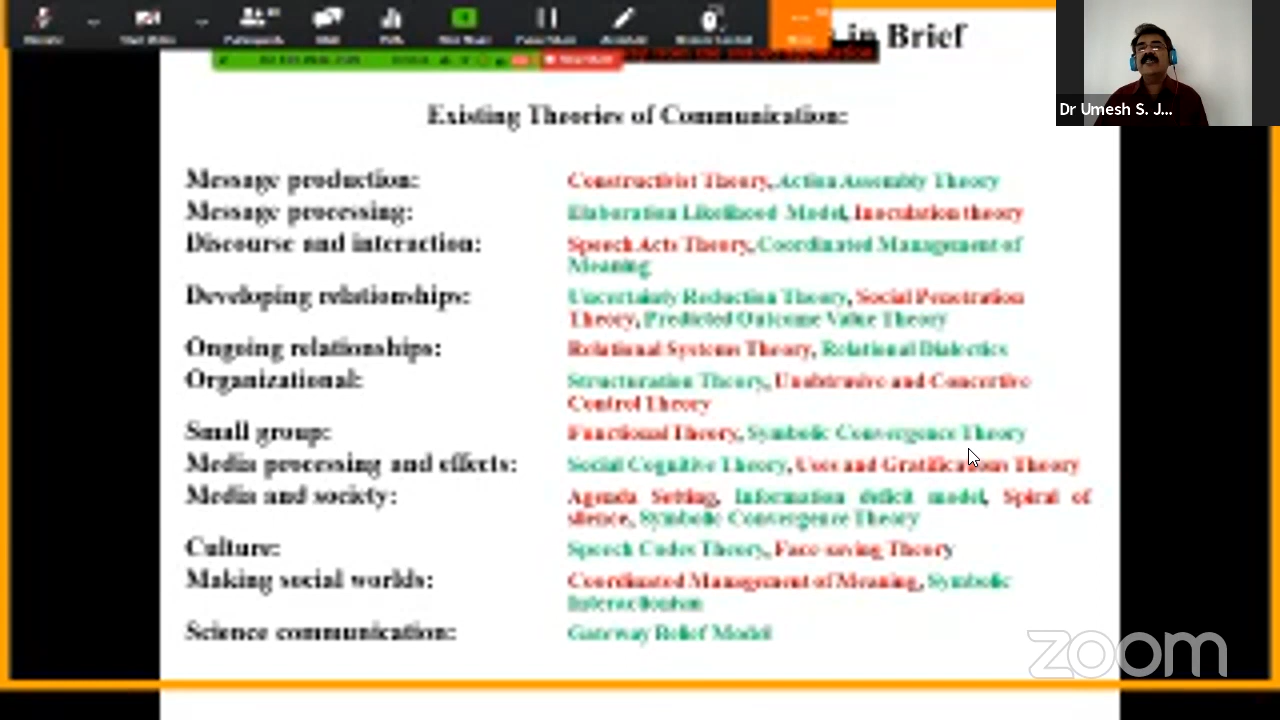 in Brief
Dr Umesh S. J...
Existing Theories of Communication:
Message production: Constructivist Theory, Action Assembly Theory
Message processing: Elaboration Likelihood Model, Inoculation theory
Discourse and interaction: Speech Acts Theory, Coordinated Management of
Meaning
Developing relationships: Uncertainty Reduction Theory, Social Penetration
Theory, Predicted Outcome Value Theory
Ongoing relationships: Relational Systems Theory, Relational Dialectics
Organizational: Structuration Theory, Unobtrusive and Concertive
Control Theory
Small group: Functional Theory, Symbolic Convergence Theory
Media processing and effects: Social Cognitive Theory, Uses and Gratifications Theory
Media and society: Agenda Setting, Information deficit model, Spiral of
silence, Symbolic Convergence Theory
Culture: Speech Codes Theory, Face-saving Theory
Making social worlds: Coordinated Management of Meaning, Symbolic
Interactionism
Science communication: Gateway Belief Model
zoom